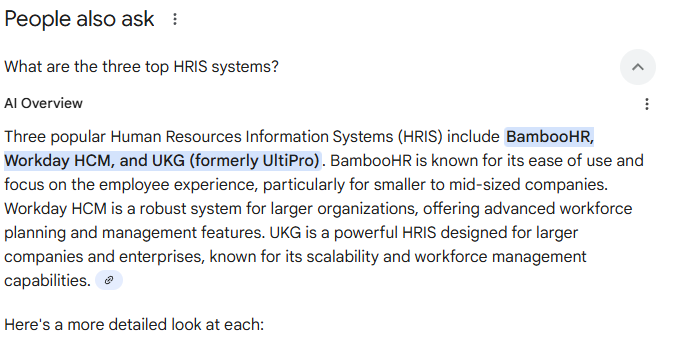 People also ask
What are the three top HRIS systems?
AI Overview
Three popular Human Resources Information Systems (HRIS) include BambooHR,
Workday HCM, and UKG (formerly UltiPro). BambooHR is known for its ease of use and
focus on the employee experience, particularly for smaller to mid-sized companies.
Workday HCM is a robust system for larger organizations, offering advanced workforce
planning and management features. UKG is a powerful HRIS designed for larger
companies and enterprises, known for its scalability and workforce management
capabilities.
Here's a more detailed look at each: